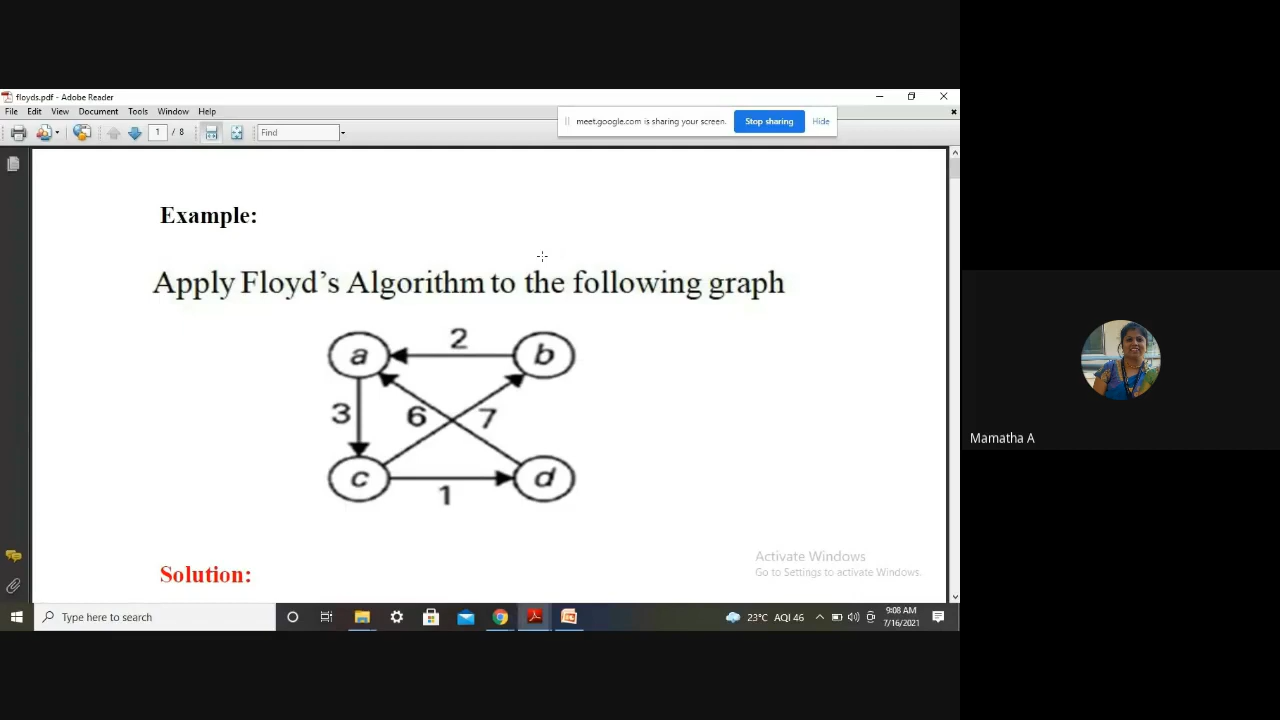 floyds.pdf - Adobe Reader
File Edit View Document Tools Window Help
meet.google.com is sharing your screen. Stop sharing Hide
1 / 8 Find
Example:
Apply Floyd's Algorithm to the following graph
a 2 b
3 6 7
c 1 d
Mamatha A
Solution:
Activate Windows
Go to Settings to activate Windows.
Type here to search
23°C AQI 46
9:08 AM
7/16/2021